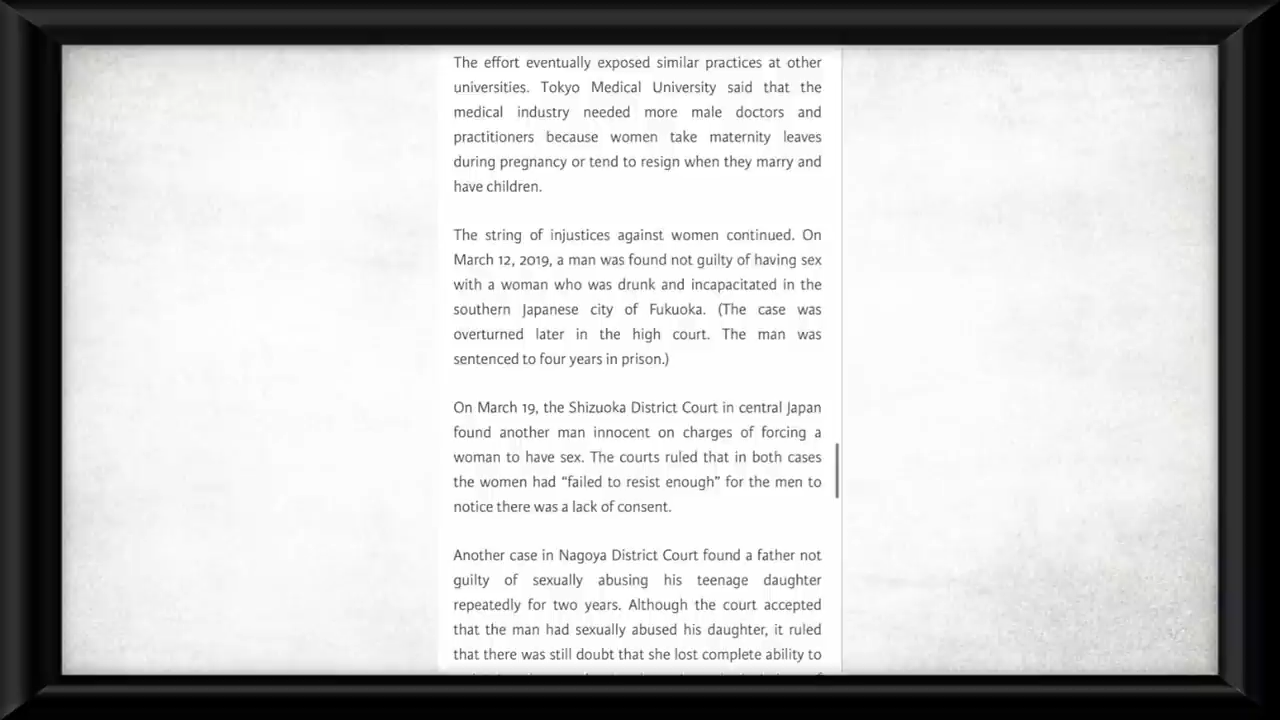 The effort eventually exposed similar practices at other
universities. Tokyo Medical University said that the
medical industry needed more male doctors and
practitioners because women take maternity leaves
during pregnancy or tend to resign when they marry and
have children.
The string of injustices against women continued. On
March 12, 2019, a man was found not guilty of having sex
with a woman who was drunk and incapacitated in the
southern Japanese city of Fukuoka. (The case was
overturned later in the high court. The man was
sentenced to four years in prison.)
On March 19, the Shizuoka District Court in central Japan
found another man innocent on charges of forcing a
woman to have sex. The courts ruled that in both cases
the women had “failed to resist enough” for the men to
notice there was a lack of consent.
Another case in Nagoya District Court found a father not
guilty of sexually abusing his teenage daughter
repeatedly for two years. Although the court accepted
that the man had sexually abused his daughter, it ruled
that there was still doubt that she lost complete ability to